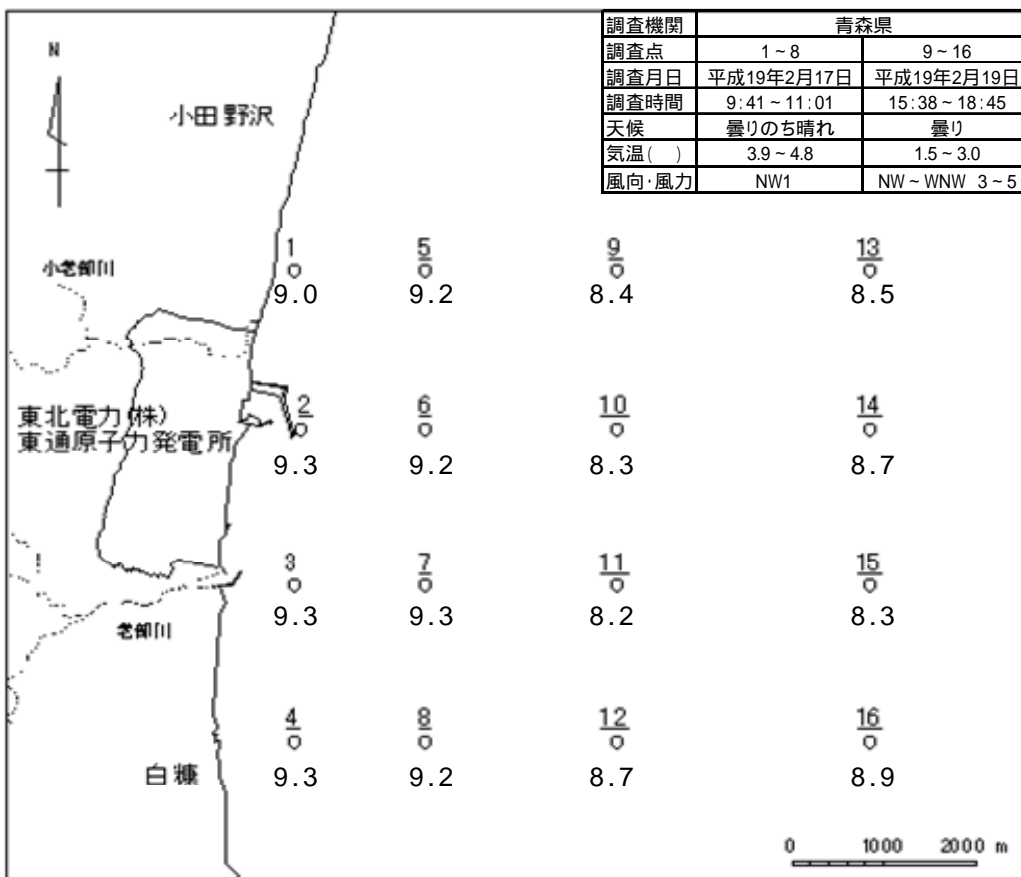 調査機関 青森県
調査点 1~8 9~16
調査月日 平成19年2月17日 平成19年2月19日
調査時間 9:41~11:01 15:38~18:45
天候 曇りのち晴れ 曇り
気温( ) 3.9~4.8 1.5~3.0
風向・風力 NW1 NW~WNW 3~5
N
小田野沢
小老部川
1 5 9 13
9.0 9.2 8.4 8.5
東北電力(株)
東通原子力発電所
2 6 10 14
9.3 9.2 8.3 8.7
3 7 11 15
9.3 9.3 8.2 8.3
老部川
4 8 12 16
9.3 9.2 8.7 8.9
白糠
0 1000 2000 m